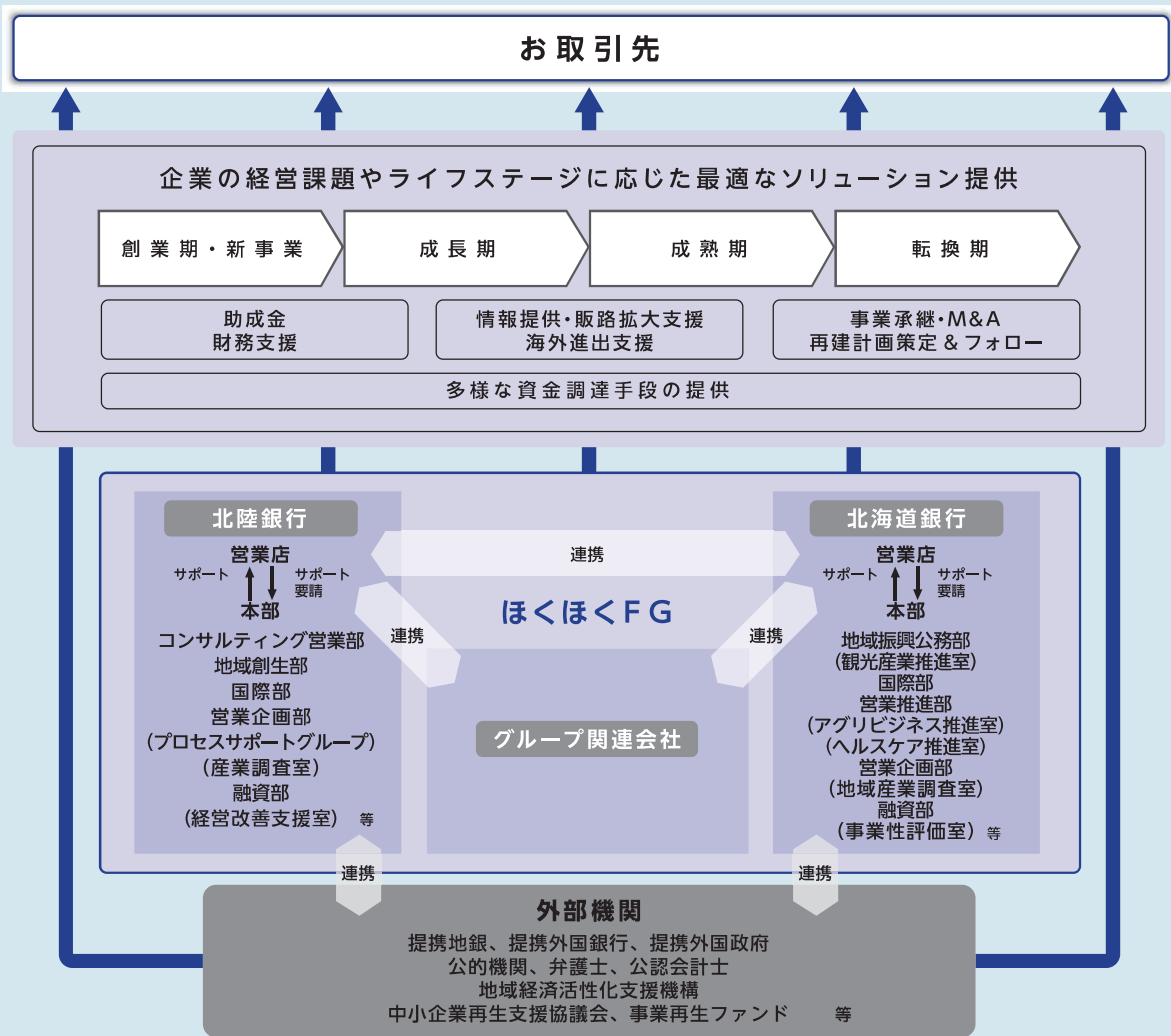 お取引先
企業の経営課題やライフステージに応じた最適なソリューション提供
創業期・新事業
成長期
成熟期
転換期
助成金
財務支援
情報提供・販路拡大支援
海外進出支援
事業承継・M&A
再建計画策定 & フォロー
多様な資金調達手段の提供
北陸銀行
営業店
サポート
サポート
要請
本部
コンサルティング営業部
地域創生部
国際部
営業企画部
(プロセスサポートグループ)
(産業調査室)
融資部
(経営改善支援室) 等
連携
ほくほくFG
連携
連携
グループ関連会社
北海道銀行
営業店
サポート
サポート
要請
本部
地域振興公務部
(観光産業推進室)
国際部
営業推進部
(アグリビジネス推進室)
(ヘルスケア推進室)
営業企画部
(地域産業調査室)
融資部
(事業性評価室) 等
連携
連携
外部機関
提携地銀、提携外国銀行、提携外国政府
公的機関、弁護士、公認会計士
地域経済活性化支援機構
中小企業再生支援協議会、事業再生ファンド 等